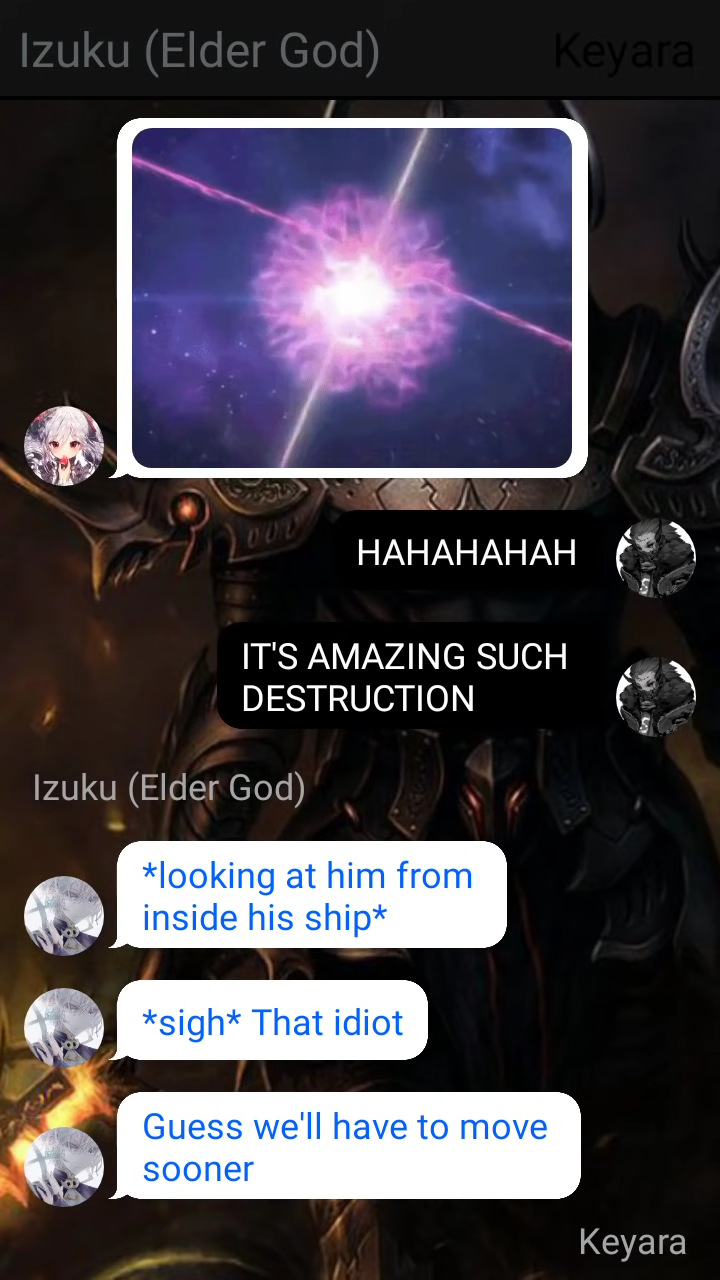 Izuku (Elder God)
Keyara
HAHAHAHAH
IT'S AMAZING SUCH
DESTRUCTION
Izuku (Elder God)
*looking at him from
inside his ship*
*sigh* That idiot
Guess we'll have to move
sooner
Keyara